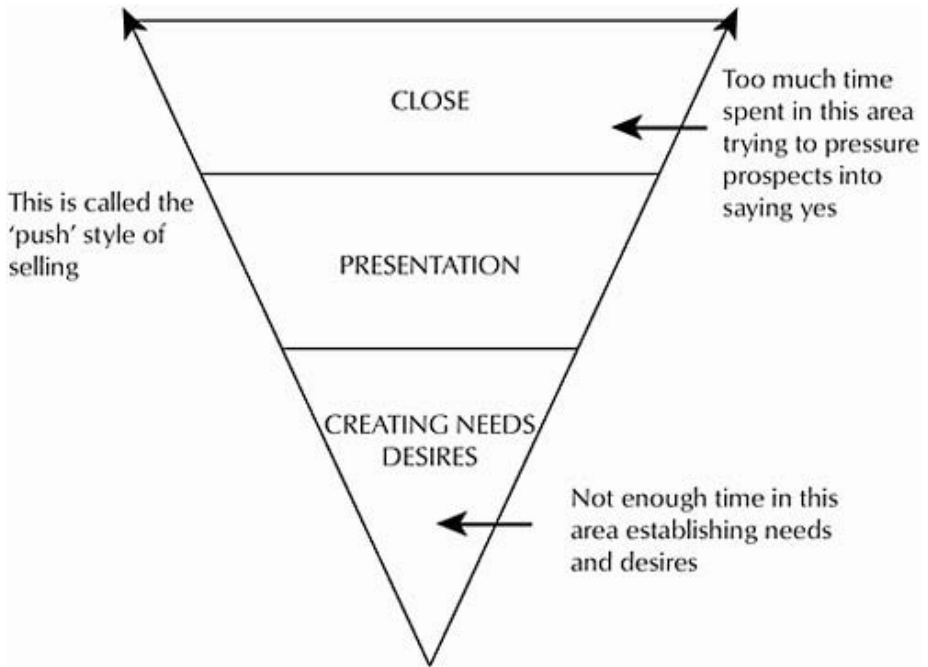 CLOSE
Too much time
spent in this area
trying to pressure
prospects into
saying yes
This is called the
‘push’ style of
selling
PRESENTATION
CREATING NEEDS
DESIRES
Not enough time in this
area establishing needs
and desires